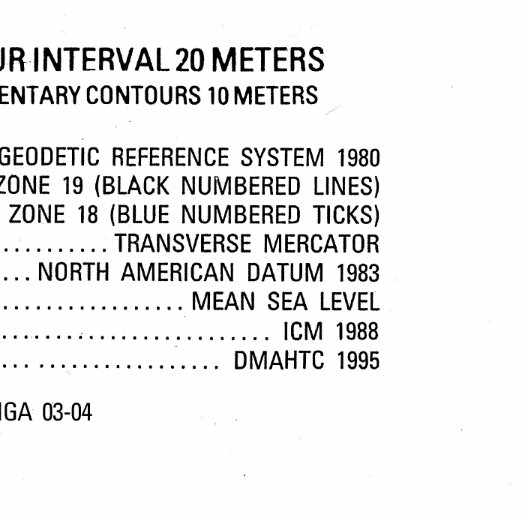 UR INTERVAL 20 METERS
ENTARY CONTOURS 10 METERS
GEODETIC REFERENCE SYSTEM 1980
ZONE 19 (BLACK NUMBERED LINES)
ZONE 18 (BLUE NUMBERED TICKS)
.......... TRANSVERSE MERCATOR
... NORTH AMERICAN DATUM 1983
.................. MEAN SEA LEVEL
.......................... ICM 1988
... ................. DMAHTC 1995
IGA 03-04